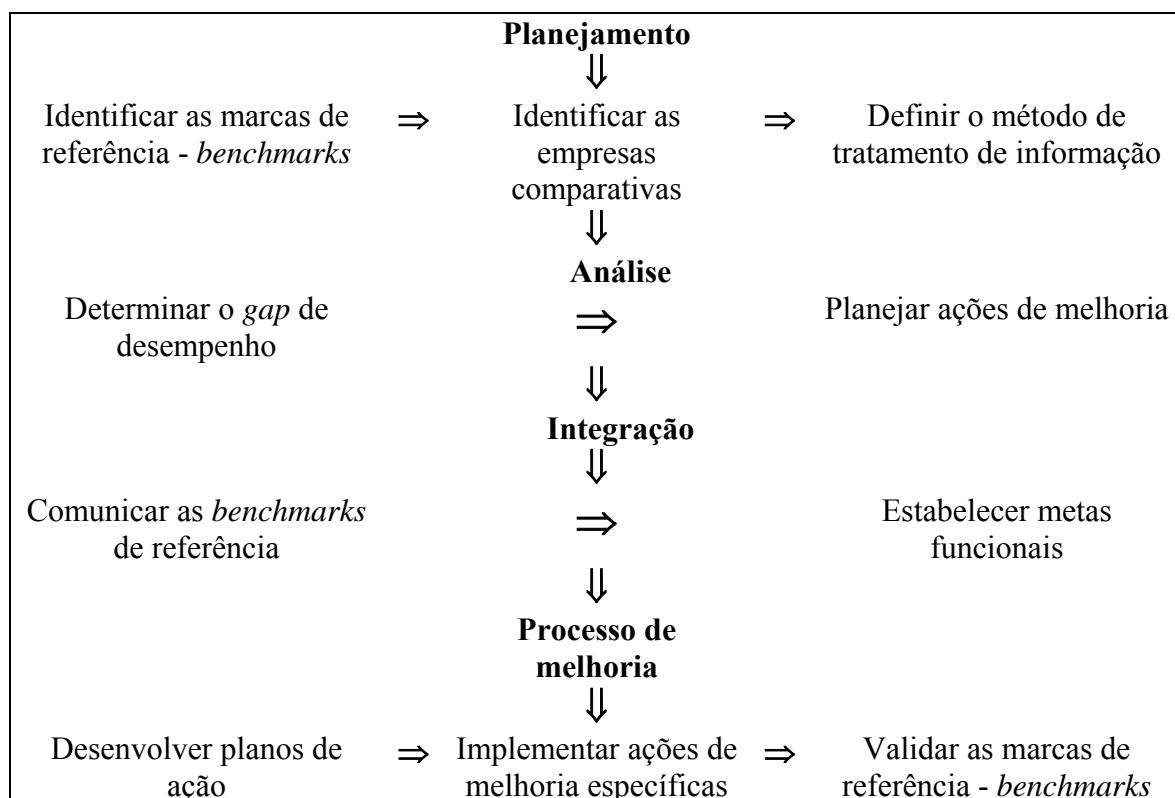 Planejamento
⇓
Identificar as marcas de ⇒ Identificar as ⇒ Definir o método de
referência - benchmarks empresas tratamento de informação
comparativas
⇓
Análise
Determinar o gap de ⇒ Planejar ações de melhoria
desempenho
⇓
Integração
⇓
Comunicar as benchmarks ⇒ Estabelecer metas
de referência funcionais
⇓
Processo de
melhoria
⇓
Desenvolver planos de ⇒ Implementar ações de ⇒ Validar as marcas de
ação melhoria específicas referência - benchmarks